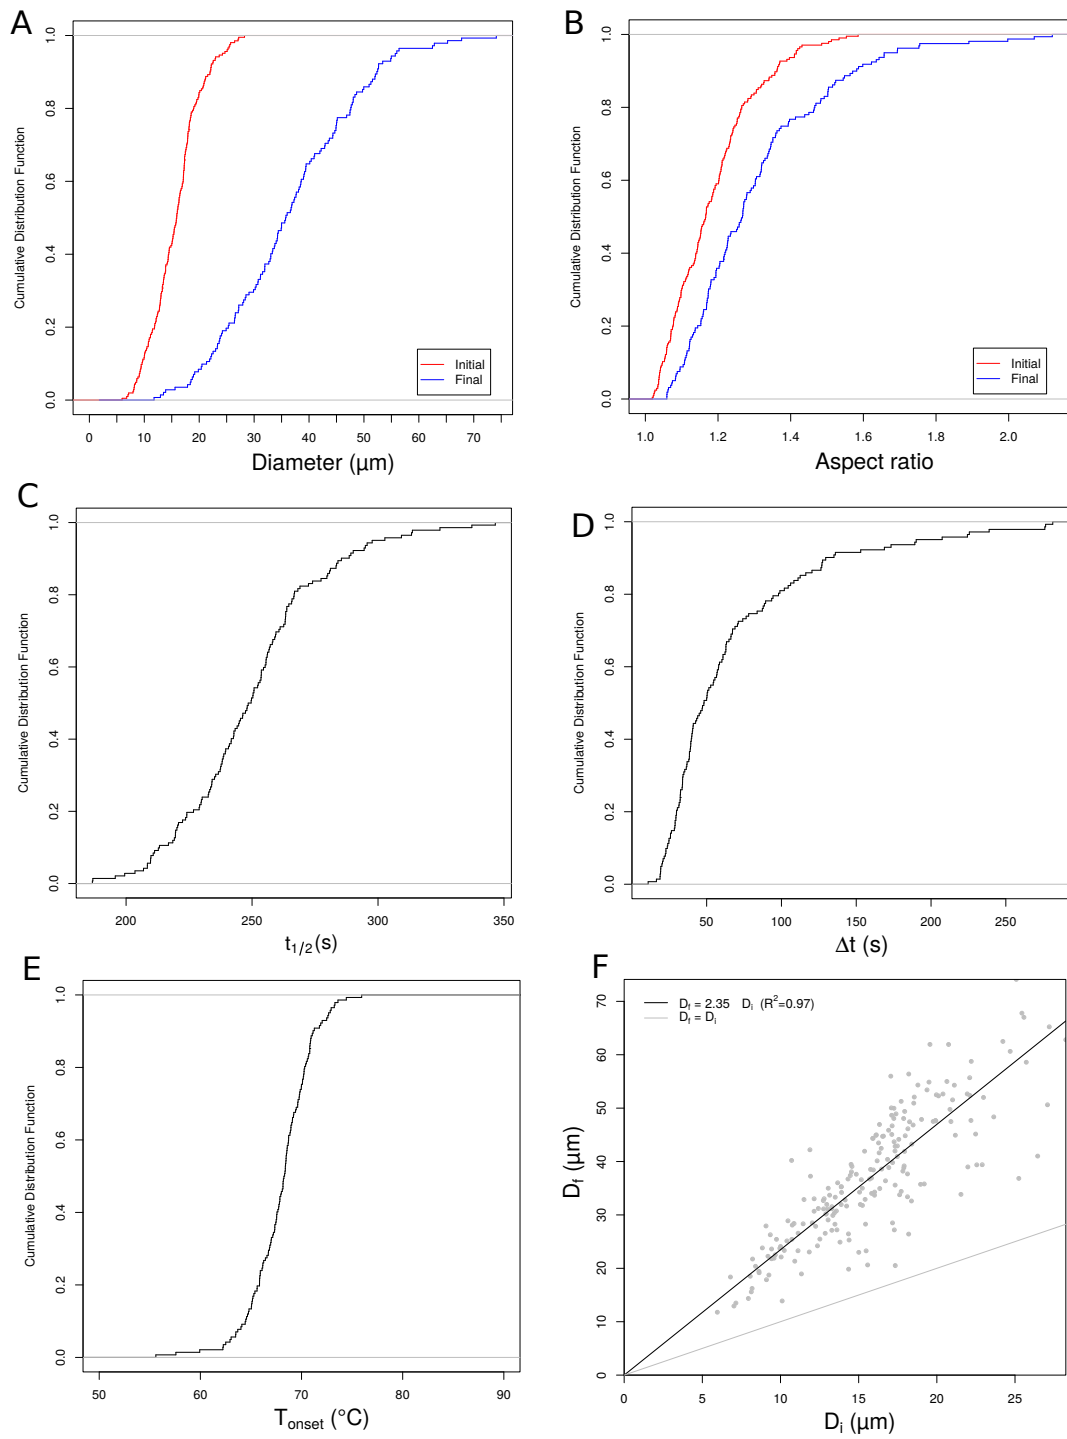 A
Cumulative Distribution Function
0.0 0.2 0.4 0.6 0.8 1.0
Initial
Final
0 10 20 30 40 50 60 70
Diameter (µm)
B
Cumulative Distribution Function
0.0 0.2 0.4 0.6 0.8 1.0
Initial
Final
1.0 1.2 1.4 1.6 1.8 2.0
Aspect ratio
C
Cumulative Distribution Function
0.0 0.2 0.4 0.6 0.8 1.0
200 250 300 350
t1/2(s)
D
Cumulative Distribution Function
0.0 0.2 0.4 0.6 0.8 1.0
50 100 150 200 250
Δt (s)
E
Cumulative Distribution Function
0.0 0.2 0.4 0.6 0.8 1.0
50 60 70 80 90
Tonset (°C)
F
Df = 2.35 Di (R²=0.97)
Df = Di
Df (µm)
0 10 20 30 40 50 60 70
0 5 10 15 20 25
Di (µm)